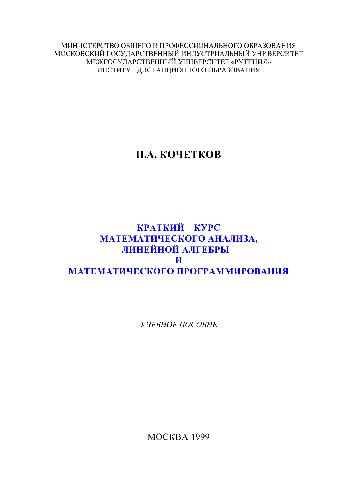 МИНИСТЕРСТВО ОБЩЕГО И ПРОФЕССИОНАЛЬНОГО ОБРАЗОВАНИЯ
МОСКОВСКИЙ ГОСУДАРСТВЕННЫЙ ИНДУСТРИАЛЬНЫЙ УНИВЕРСИТЕТ
МЕЖГОСУДАРСТВЕННЫЙ УНИВЕРСИТЕТ «РУТЕНИЯ»
ИНСТИТУТ ДИСТАНЦИОННОГО ОБРАЗОВАНИЯ
П.А. КОЧЕТКОВ
КРАТКИЙ КУРС
МАТЕМАТИЧЕСКОГО АНАЛИЗА,
ЛИНЕЙНОЙ АЛГЕБРЫ
И
МАТЕМАТИЧЕСКОГО ПРОГРАММИРОВАНИЯ
УЧЕБНОЕ ПОСОБИЕ
МОСКВА 1999